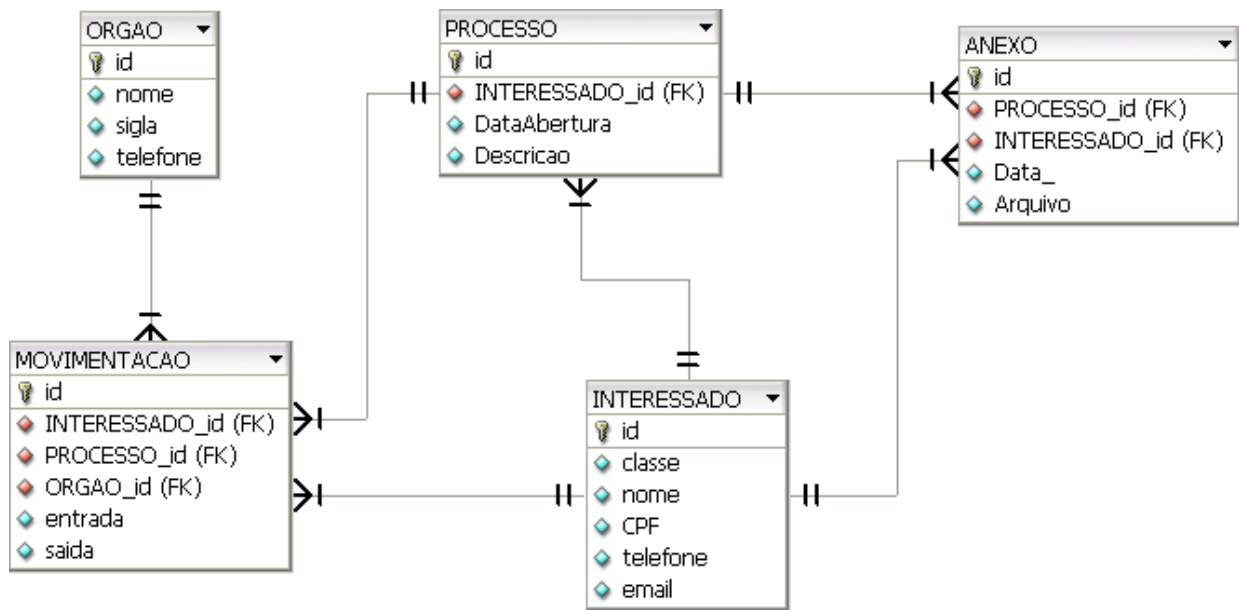 ORGAO
id
nome
sigla
telefone
PROCESSO
id
INTERESSADO_id (FK)
DataAbertura
Descricao
ANEXO
id
PROCESSO_id (FK)
INTERESSADO_id (FK)
Data_
Arquivo
MOVIMENTACAO
id
INTERESSADO_id (FK)
PROCESSO_id (FK)
ORGAO_id (FK)
entrada
saida
INTERESSADO
id
classe
nome
CPF
telefone
email